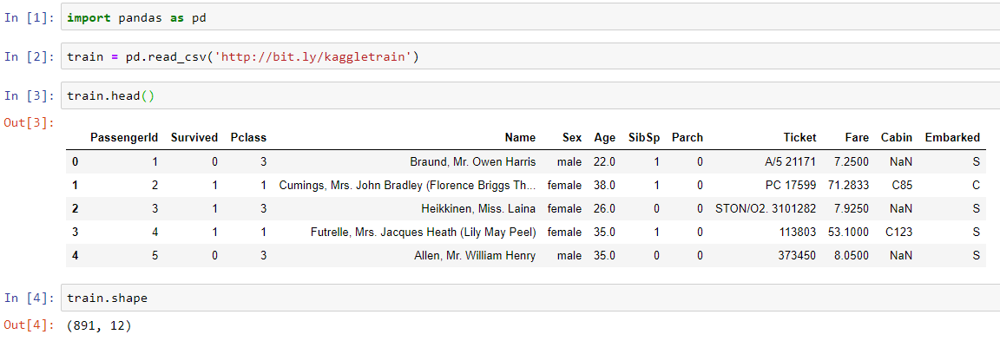 In [1]: import pandas as pd
In [2]: train = pd.read_csv('http://bit.ly/kaggletrain')
In [3]: train.head()
Out[3]:
PassengerId Survived Pclass Name Sex Age SibSp Parch Ticket Fare Cabin Embarked
0 1 0 3 Braund, Mr. Owen Harris male 22.0 1 0 A/5 21171 7.2500 NaN S
1 2 1 1 Cumings, Mrs. John Bradley (Florence Briggs Th... female 38.0 1 0 PC 17599 71.2833 C85 C
2 3 1 3 Heikkinen, Miss. Laina female 26.0 0 0 STON/O2. 3101282 7.9250 NaN S
3 4 1 1 Futrelle, Mrs. Jacques Heath (Lily May Peel) female 35.0 1 0 113803 53.1000 C123 S
4 5 0 3 Allen, Mr. William Henry male 35.0 0 0 373450 8.0500 NaN S
In [4]: train.shape
Out[4]: (891, 12)